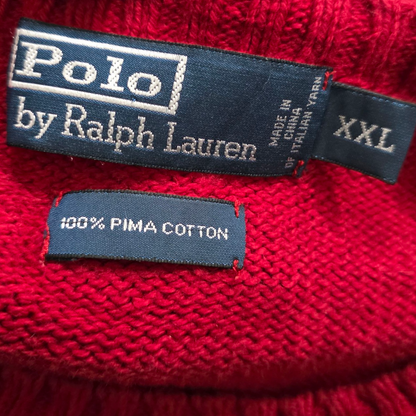 Polo
by Ralph Lauren
MADE IN
CHINA
OF ITALIAN YARN
XXL
100% PIMA COTTON